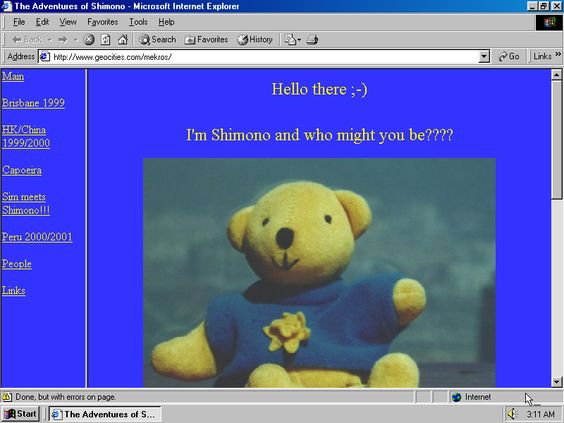 The Adventures of Shimono - Microsoft Internet Explorer
File Edit View Favorites Tools Help
Back Search Favorites History
Address http://www.geocities.com/mekros/ Go Links »
Main
Brisbane 1999
HK/China
1999/2000
Capoeira
Sim meets
Shimono!!!
Peru 2000/2001
People
Links
Hello there ;-)
I'm Shimono and who might you be????
Done, but with errors on page. Internet
Start The Adventures of S... 3:11 AM